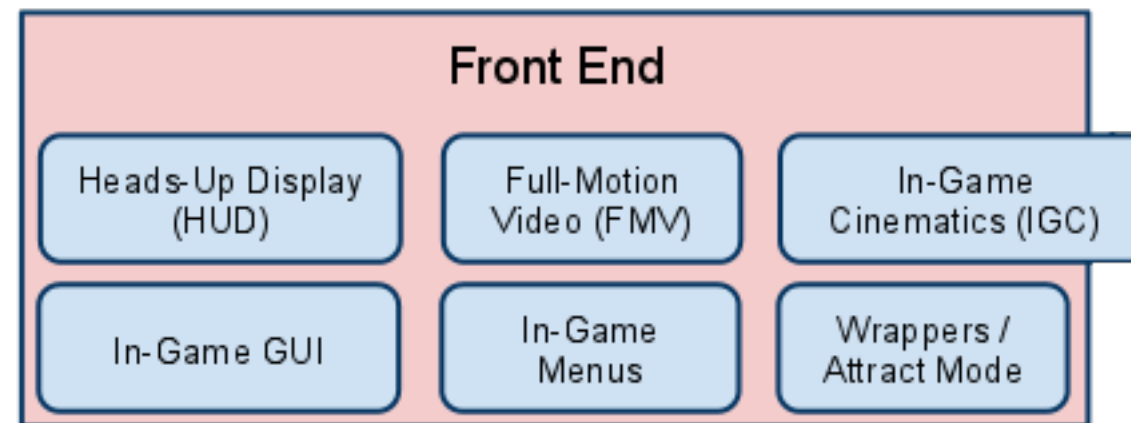 Front End
Heads-Up Display
(HUD)
Full-Motion
Video (FMV)
In-Game
Cinematics (IGC)
In-Game GUI
In-Game
Menus
Wrappers /
Attract Mode